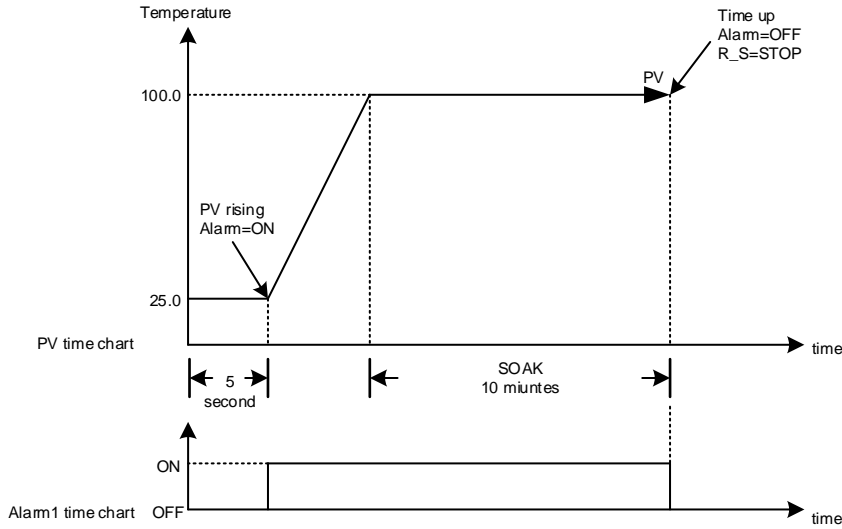 Temperature
Time up
Alarm=OFF
R_S=STOP
PV
100.0
PV rising
Alarm=ON
25.0
PV time chart
time
5
second
SOAK
10 miuntes
ON
Alarm1 time chart
OFF
time